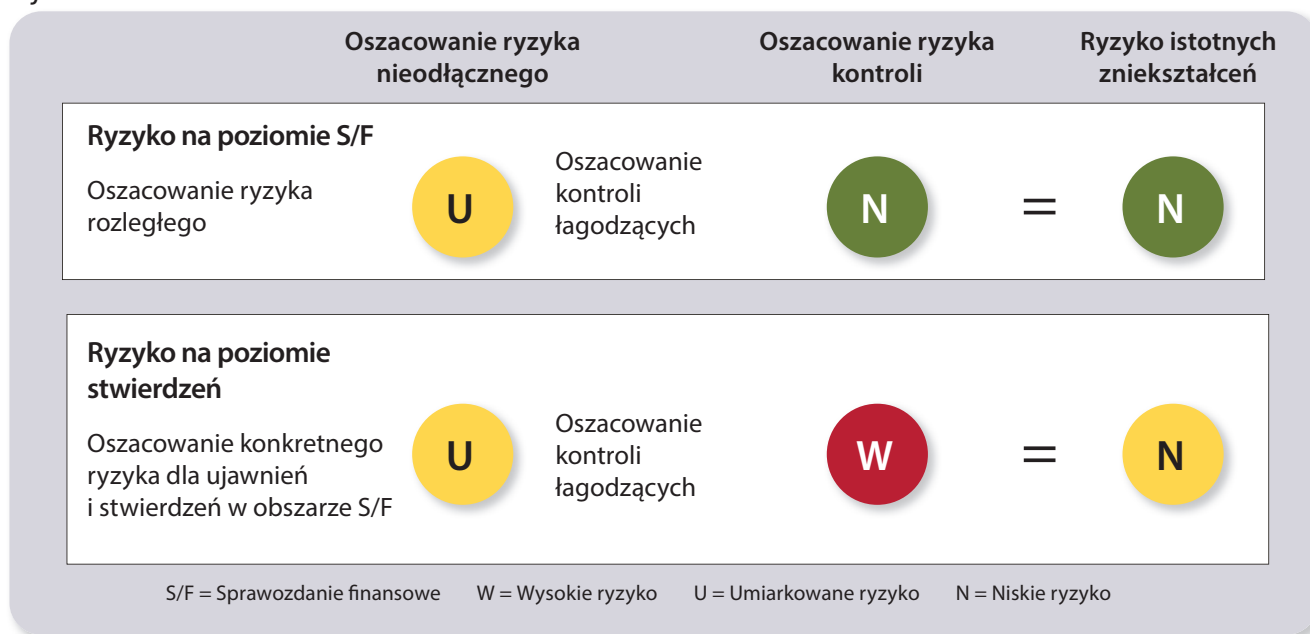 Oszacowanie ryzyka
nieodłącznego
Oszacowanie ryzyka
kontroli
Ryzyko istotnych
zniekształceń
Ryzyko na poziomie S/F
Oszacowanie ryzyka
rozległego
U
Oszacowanie
kontroli
łagodzących
N
=
N
Ryzyko na poziomie
stwierdzeń
Oszacowanie konkretnego
ryzyka dla ujawnień
i stwierdzeń w obszarze S/F
U
Oszacowanie
kontroli
łagodzących
W
=
N
S/F = Sprawozdanie finansowe W = Wysokie ryzyko U = Umiarkowane ryzyko N = Niskie ryzyko